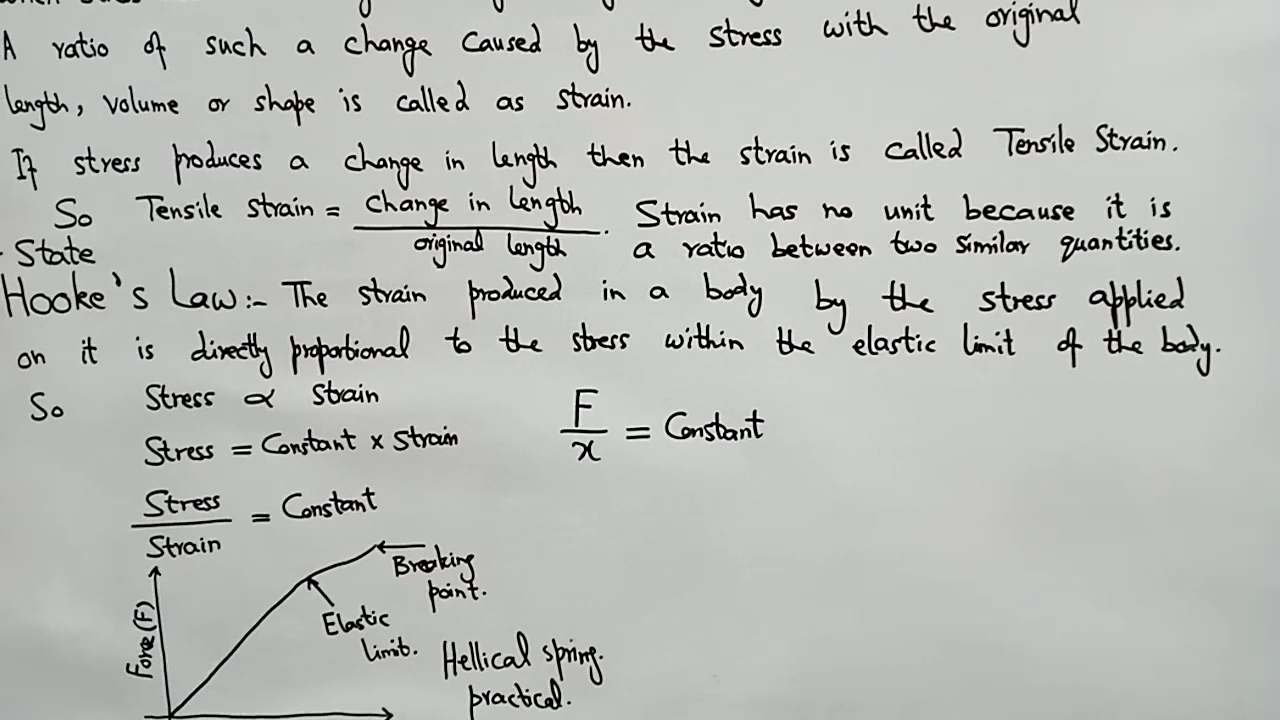 A ratio of such a change caused by the stress with the original
length, volume or shape is called as strain.
If stress produces a change in length then the strain is called Tensile Strain.
So Tensile strain = change in length / original length . Strain has no unit because it is
a ratio between two similar quantities.
State
Hooke's Law:- The strain produced in a body by the stress applied
on it is directly proportional to the stress within the elastic limit of the body.
So Stress ∝ Strain
Stress = Constant × Strain
F / x = Constant
Stress / Strain = Constant
Breaking
point.
Elastic
limit.
Force (F)
Hellical spring
practical.